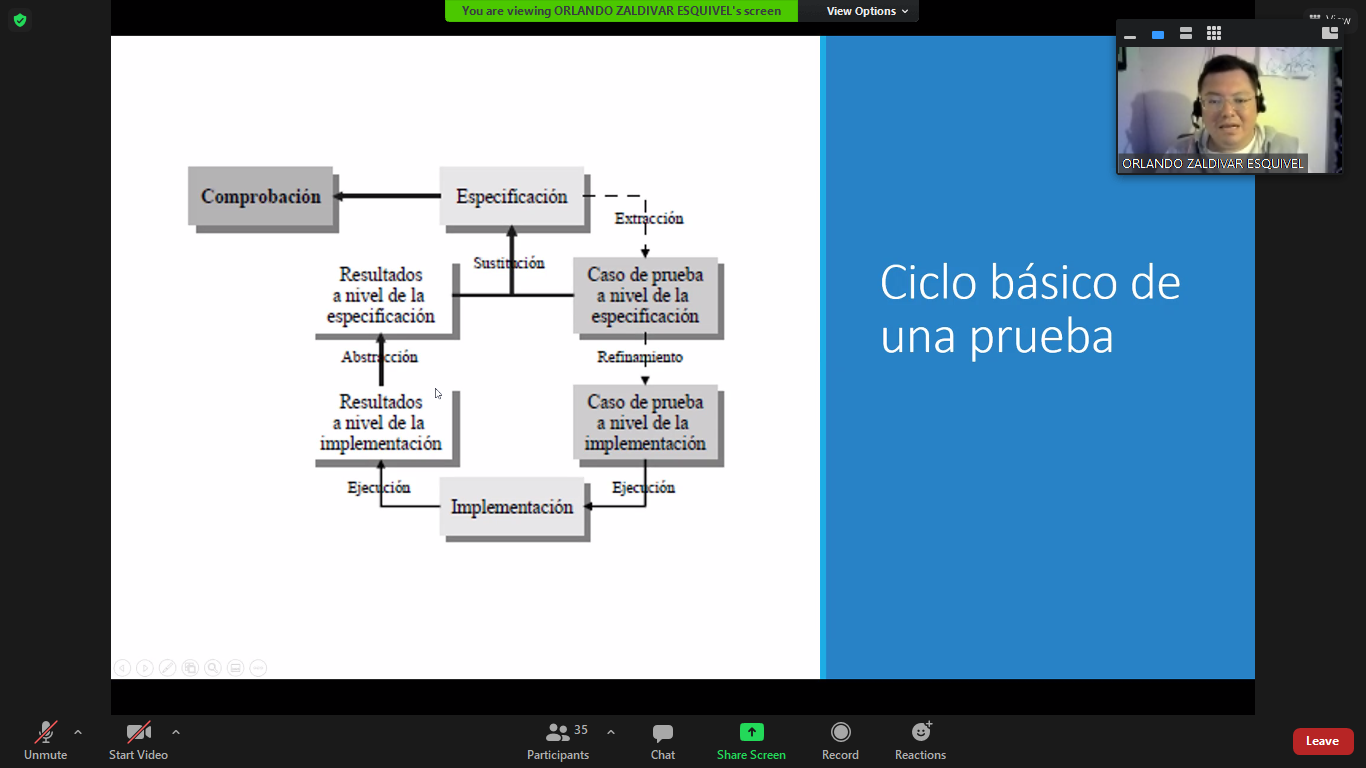 You are viewing ORLANDO ZALDIVAR ESQUIVEL's screen
View Options
View
ORLANDO ZALDIVAR ESQUIVEL
Comprobación
Especificación
Extracción
Sustitución
Resultados
a nivel de la
especificación
Caso de prueba
a nivel de la
especificación
Abstracción
Refinamiento
Resultados
a nivel de la
implementación
Caso de prueba
a nivel de la
implementación
Ejecución
Implementación
Ejecución
Ciclo básico de
una prueba
Unmute
Start Video
Participants
35
Chat
Share Screen
Record
Reactions
Leave